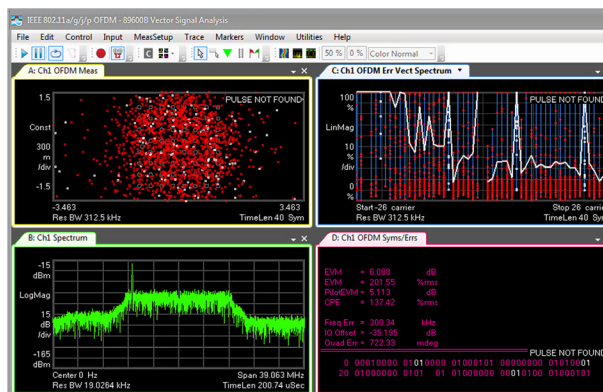 IEEE 802.11a/g/j/p OFDM - 89600B Vector Signal Analysis
File Edit Control Input MeasSetup Trace Markers Window Utilities Help
50 % 0 % Color Normal
A: Ch1 OFDM Meas
1.5
PULSE NOT FOUND
Const
300
m
/div
-1.5
-3.463 3.463
Res BW 312.5 kHz TimeLen 40 Sym
C: Ch1 OFDM Err Vect Spectrum
100
%
PULSE NOT FOUND
LinMag
10
%
/div
0
%
Start -26 carrier Stop 26 carrier
Res BW 312.5 kHz TimeLen 40 Sym
B: Ch1 Spectrum
-15
dBm
LogMag
15
dB
/div
-165
dBm
Center 0 Hz Span 39.063 MHz
Res BW 19.0264 kHz TimeLen 200.74 uSec
D: Ch1 OFDM Syms/Errs
EVM = 6.088 dB
EVM = 201.55 %rms
PilotEVM = 5.113 dB
CPE = 137.42 %rms
Freq Err = 300.34 kHz
IQ Offset = -35.195 dB
Quad Err = 722.33 mdeg
PULSE NOT FOUND
0 00010000 01010000 01000101 00000000 01010001
20 01000101 01010001 01000000 00010100 01000101